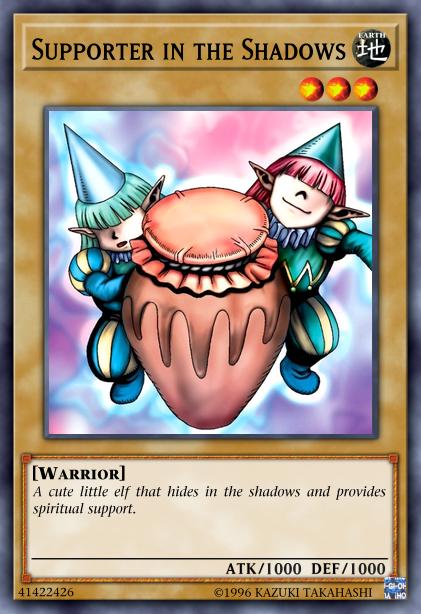 Supporter in the Shadows
EARTH
地
[Warrior]
A cute little elf that hides in the shadows and provides
spiritual support.
ATK/1000 DEF/1000
41422426
©1996 KAZUKI TAKAHASHI